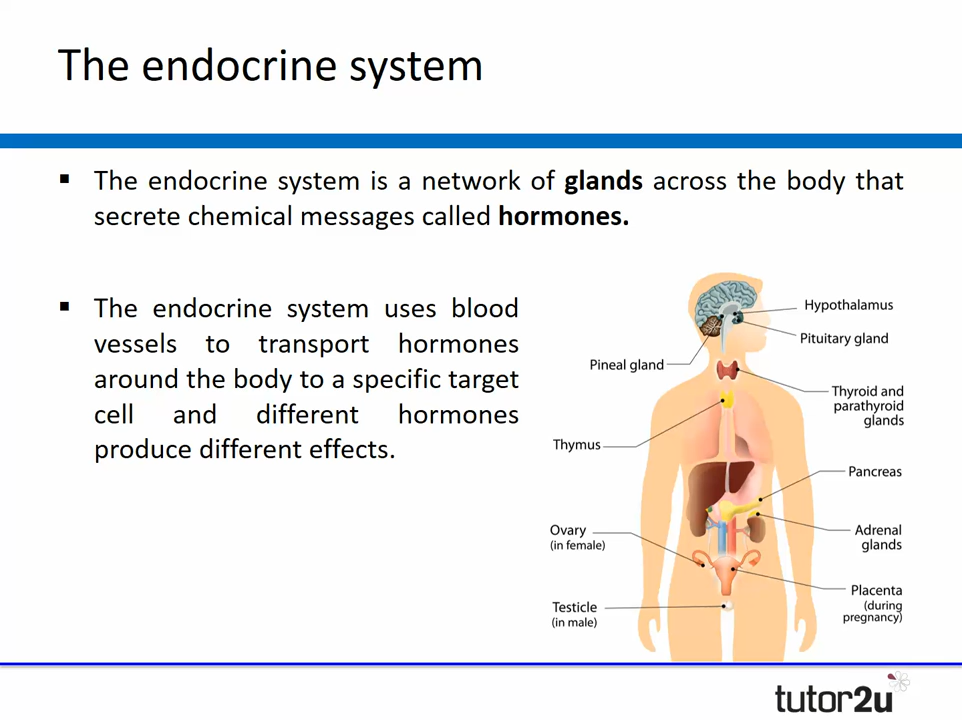 The endocrine system
▪ The endocrine system is a network of glands across the body that
secrete chemical messages called hormones.
▪ The endocrine system uses blood
vessels to transport hormones
around the body to a specific target
cell and different hormones
produce different effects.
Hypothalamus
Pituitary gland
Pineal gland
Thyroid and
parathyroid
glands
Thymus
Pancreas
Ovary
(in female)
Adrenal
glands
Placenta
(during
pregnancy)
Testicle
(in male)
tutor2u